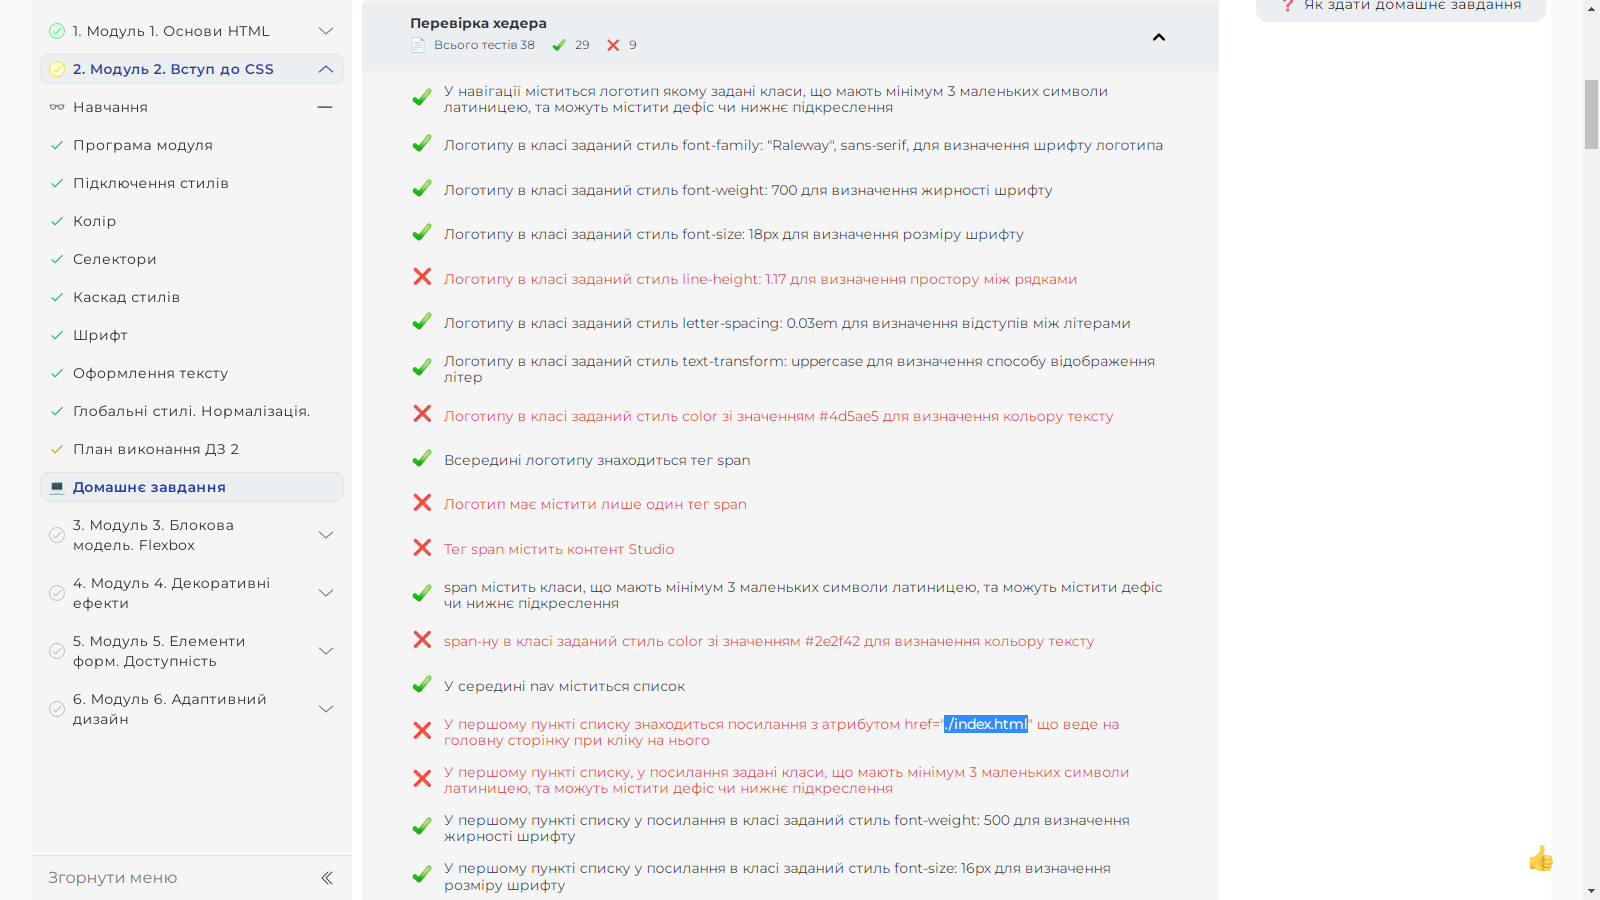 1. Модуль 1. Основи HTML
2. Модуль 2. Вступ до CSS
Навчання
Програма модуля
Підключення стилів
Колір
Селектори
Каскад стилів
Шрифт
Оформлення тексту
Глобальні стилі. Нормалізація.
План виконання ДЗ 2
Домашнє завдання
3. Модуль 3. Блокова
модель. Flexbox
4. Модуль 4. Декоративні
ефекти
5. Модуль 5. Елементи
форм. Доступність
6. Модуль 6. Адаптивний
дизайн
Згорнути меню
Перевірка хедера
Всього тестів 38 29 9
У навігації міститься логотип якому задані класи, що мають мінімум 3 маленьких символи
латиницею, та можуть містити дефіс чи нижнє підкреслення
Логотипу в класі заданий стиль font-family: "Raleway", sans-serif, для визначення шрифту логотипа
Логотипу в класі заданий стиль font-weight: 700 для визначення жирності шрифту
Логотипу в класі заданий стиль font-size: 18px для визначення розміру шрифту
Логотипу в класі заданий стиль line-height: 1.17 для визначення простору між рядками
Логотипу в класі заданий стиль letter-spacing: 0.03em для визначення відступів між літерами
Логотипу в класі заданий стиль text-transform: uppercase для визначення способу відображення
літер
Логотипу в класі заданий стиль color зі значенням #4d5ae5 для визначення кольору тексту
Всередині логотипу знаходиться тег span
Логотип має містити лише один тег span
Тег span містить контент Studio
span містить класи, що мають мінімум 3 маленьких символи латиницею, та можуть містити дефіс
чи нижнє підкреслення
span-ну в класі заданий стиль color зі значенням #2e2f42 для визначення кольору тексту
У середині nav міститься список
У першому пункті списку знаходиться посилання з атрибутом href="./index.html" що веде на
головну сторінку при кліку на нього
У першому пункті списку, у посилання задані класи, що мають мінімум 3 маленьких символи
латиницею, та можуть містити дефіс чи нижнє підкреслення
У першому пункті списку у посилання в класі заданий стиль font-weight: 500 для визначення
жирності шрифту
У першому пункті списку у посилання в класі заданий стиль font-size: 16px для визначення
розміру шрифту
Як здати домашнє завдання